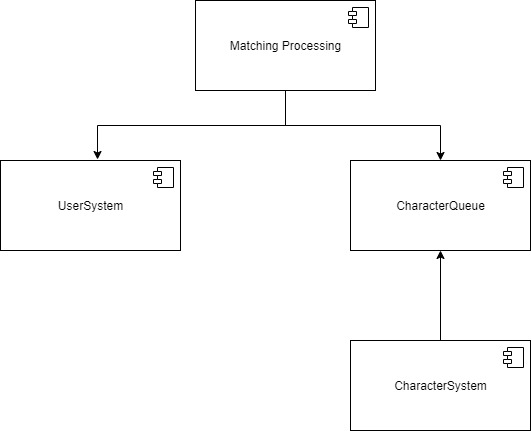 Matching Processing
UserSystem
CharacterQueue
CharacterSystem